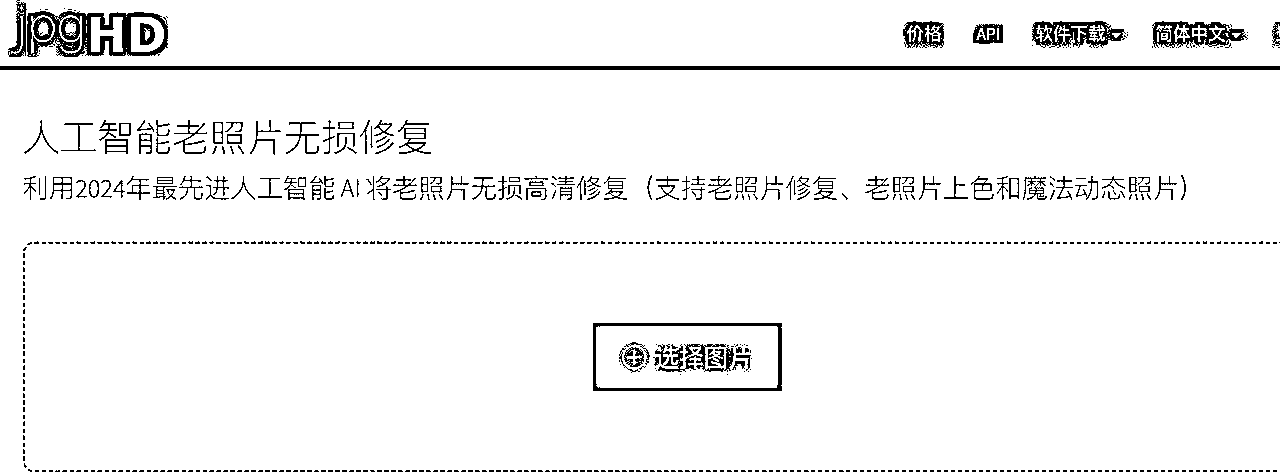 jpgHD 价格 API 软件下载 简体中文
人工智能老照片无损修复
利用2024年最先进人工智能 AI 将老照片无损高清修复（支持老照片修复、老照片上色和魔法动态照片）
选择图片